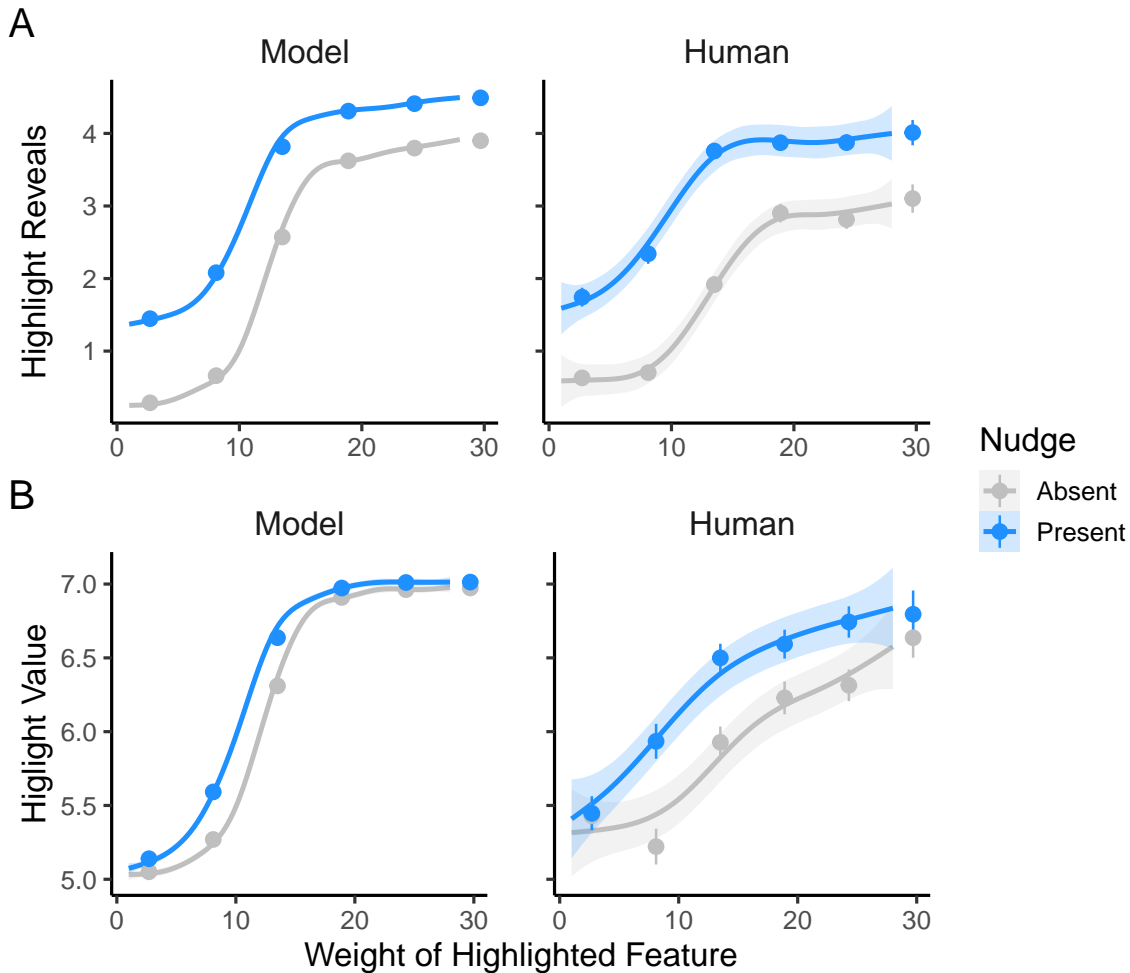 A
Model
Human
Highlight Reveals
4
3
2
1
0
10
20
30
0
10
20
30
Nudge
Absent
Present
B
Model
Human
Higlight Value
7.0
6.5
6.0
5.5
5.0
0
10
20
30
0
10
20
30
Weight of Highlighted Feature